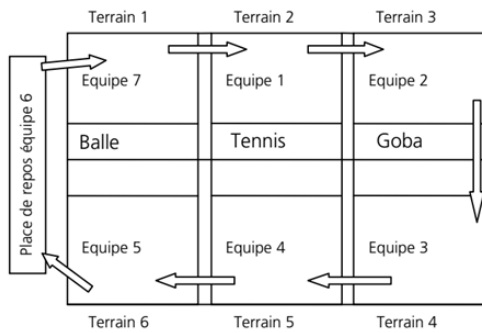 Terrain 1
Terrain 2
Terrain 3
Equipe 7
Equipe 1
Equipe 2
Place de repos équipe 6
Balle
Tennis
Goba
Equipe 5
Equipe 4
Equipe 3
Terrain 6
Terrain 5
Terrain 4